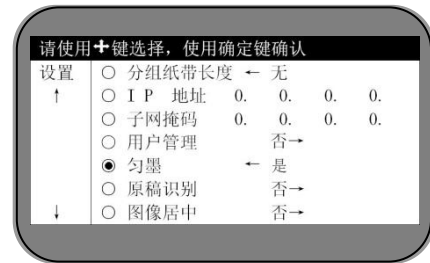 请使用✚键选择，使用确定键确认
设置 ○ 分组纸带长度 ← 无
↑ ○ I P 地址 0. 0. 0. 0.
○ 子网掩码 0. 0. 0. 0.
○ 用户管理 否→
◉ 匀墨 ← 是
○ 原稿识别 否→
↓ ○ 图像居中 否→